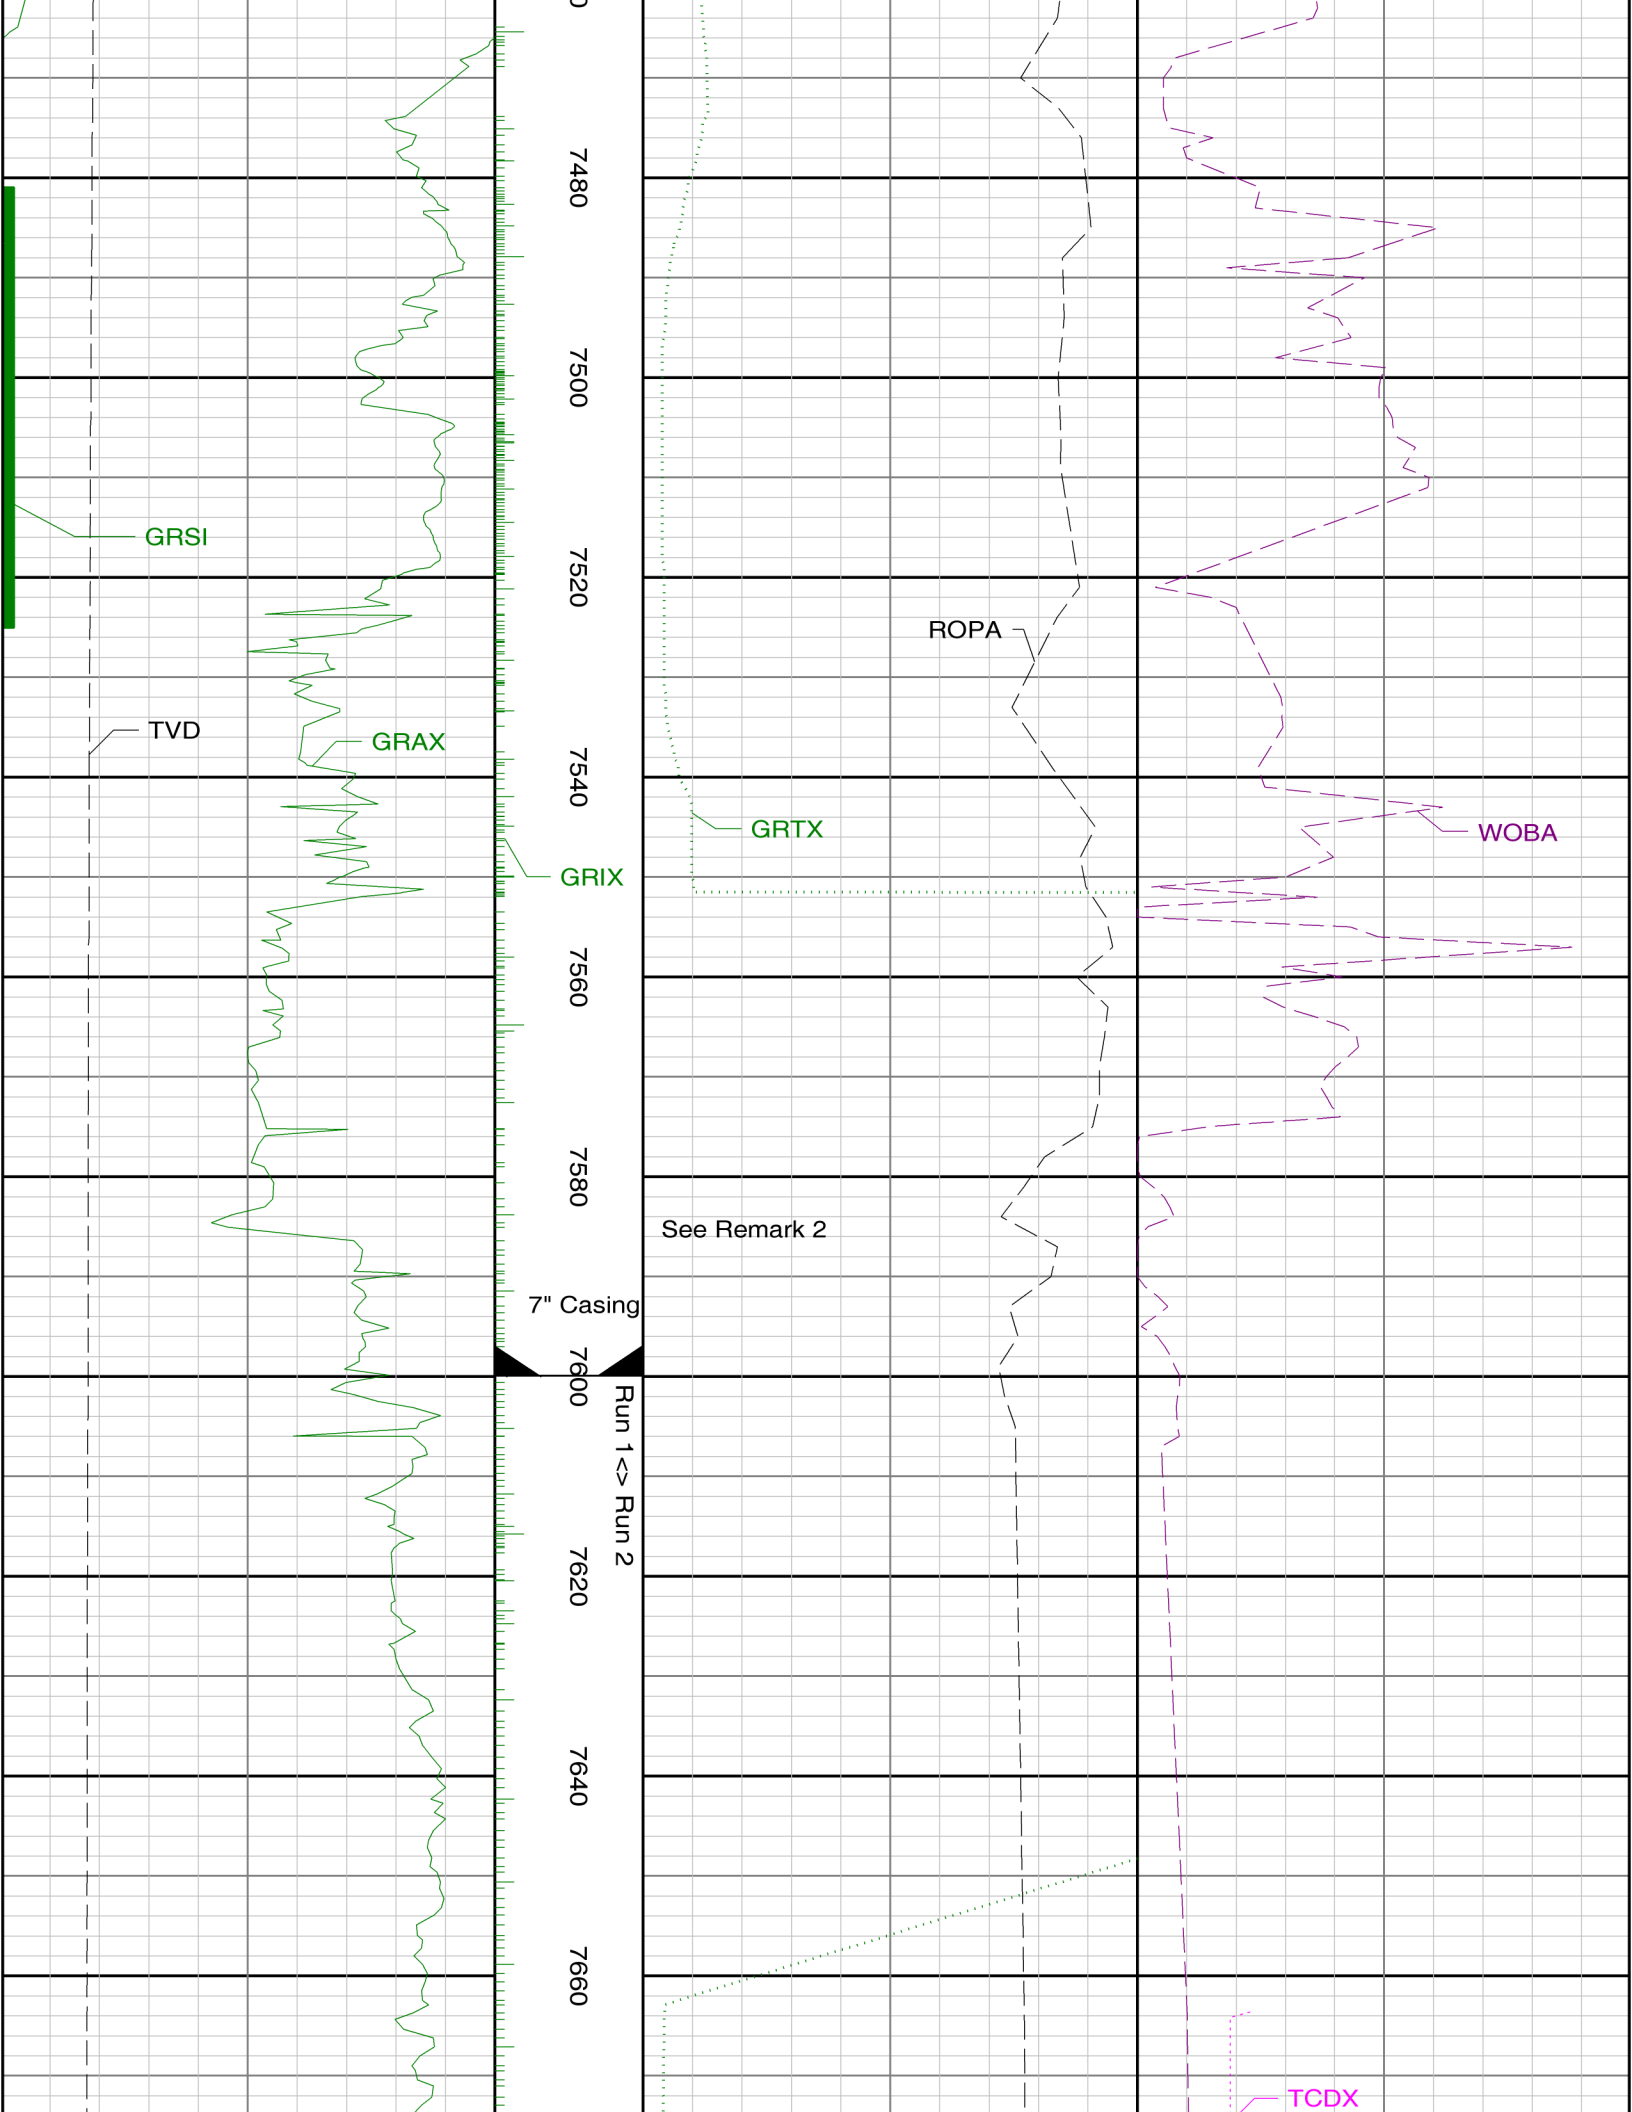 7480
7500
GRSI
7520
ROPA
TVD
GRAX
7540
GRTX
WOBA
GRIX
7560
7580
See Remark 2
7" Casing
7600
Run 1<> Run 2
7620
7640
7660
TCDX